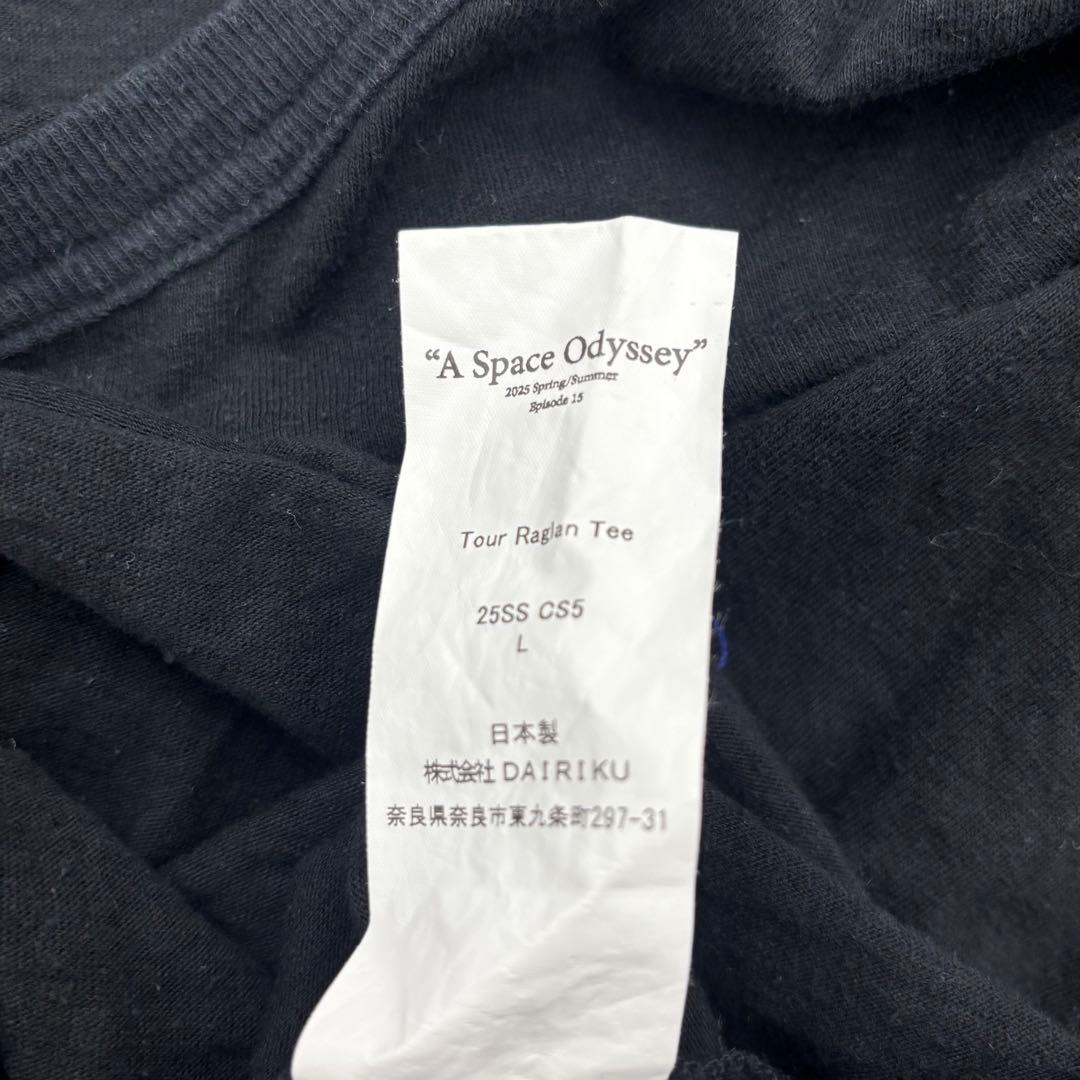 “A Space Odyssey”
2025 Spring/Summer
Episode 15
Tour Raglan Tee
25SS CS5
L
日本製
株式会社 DAIRIKU
奈良県奈良市東九条町297-31